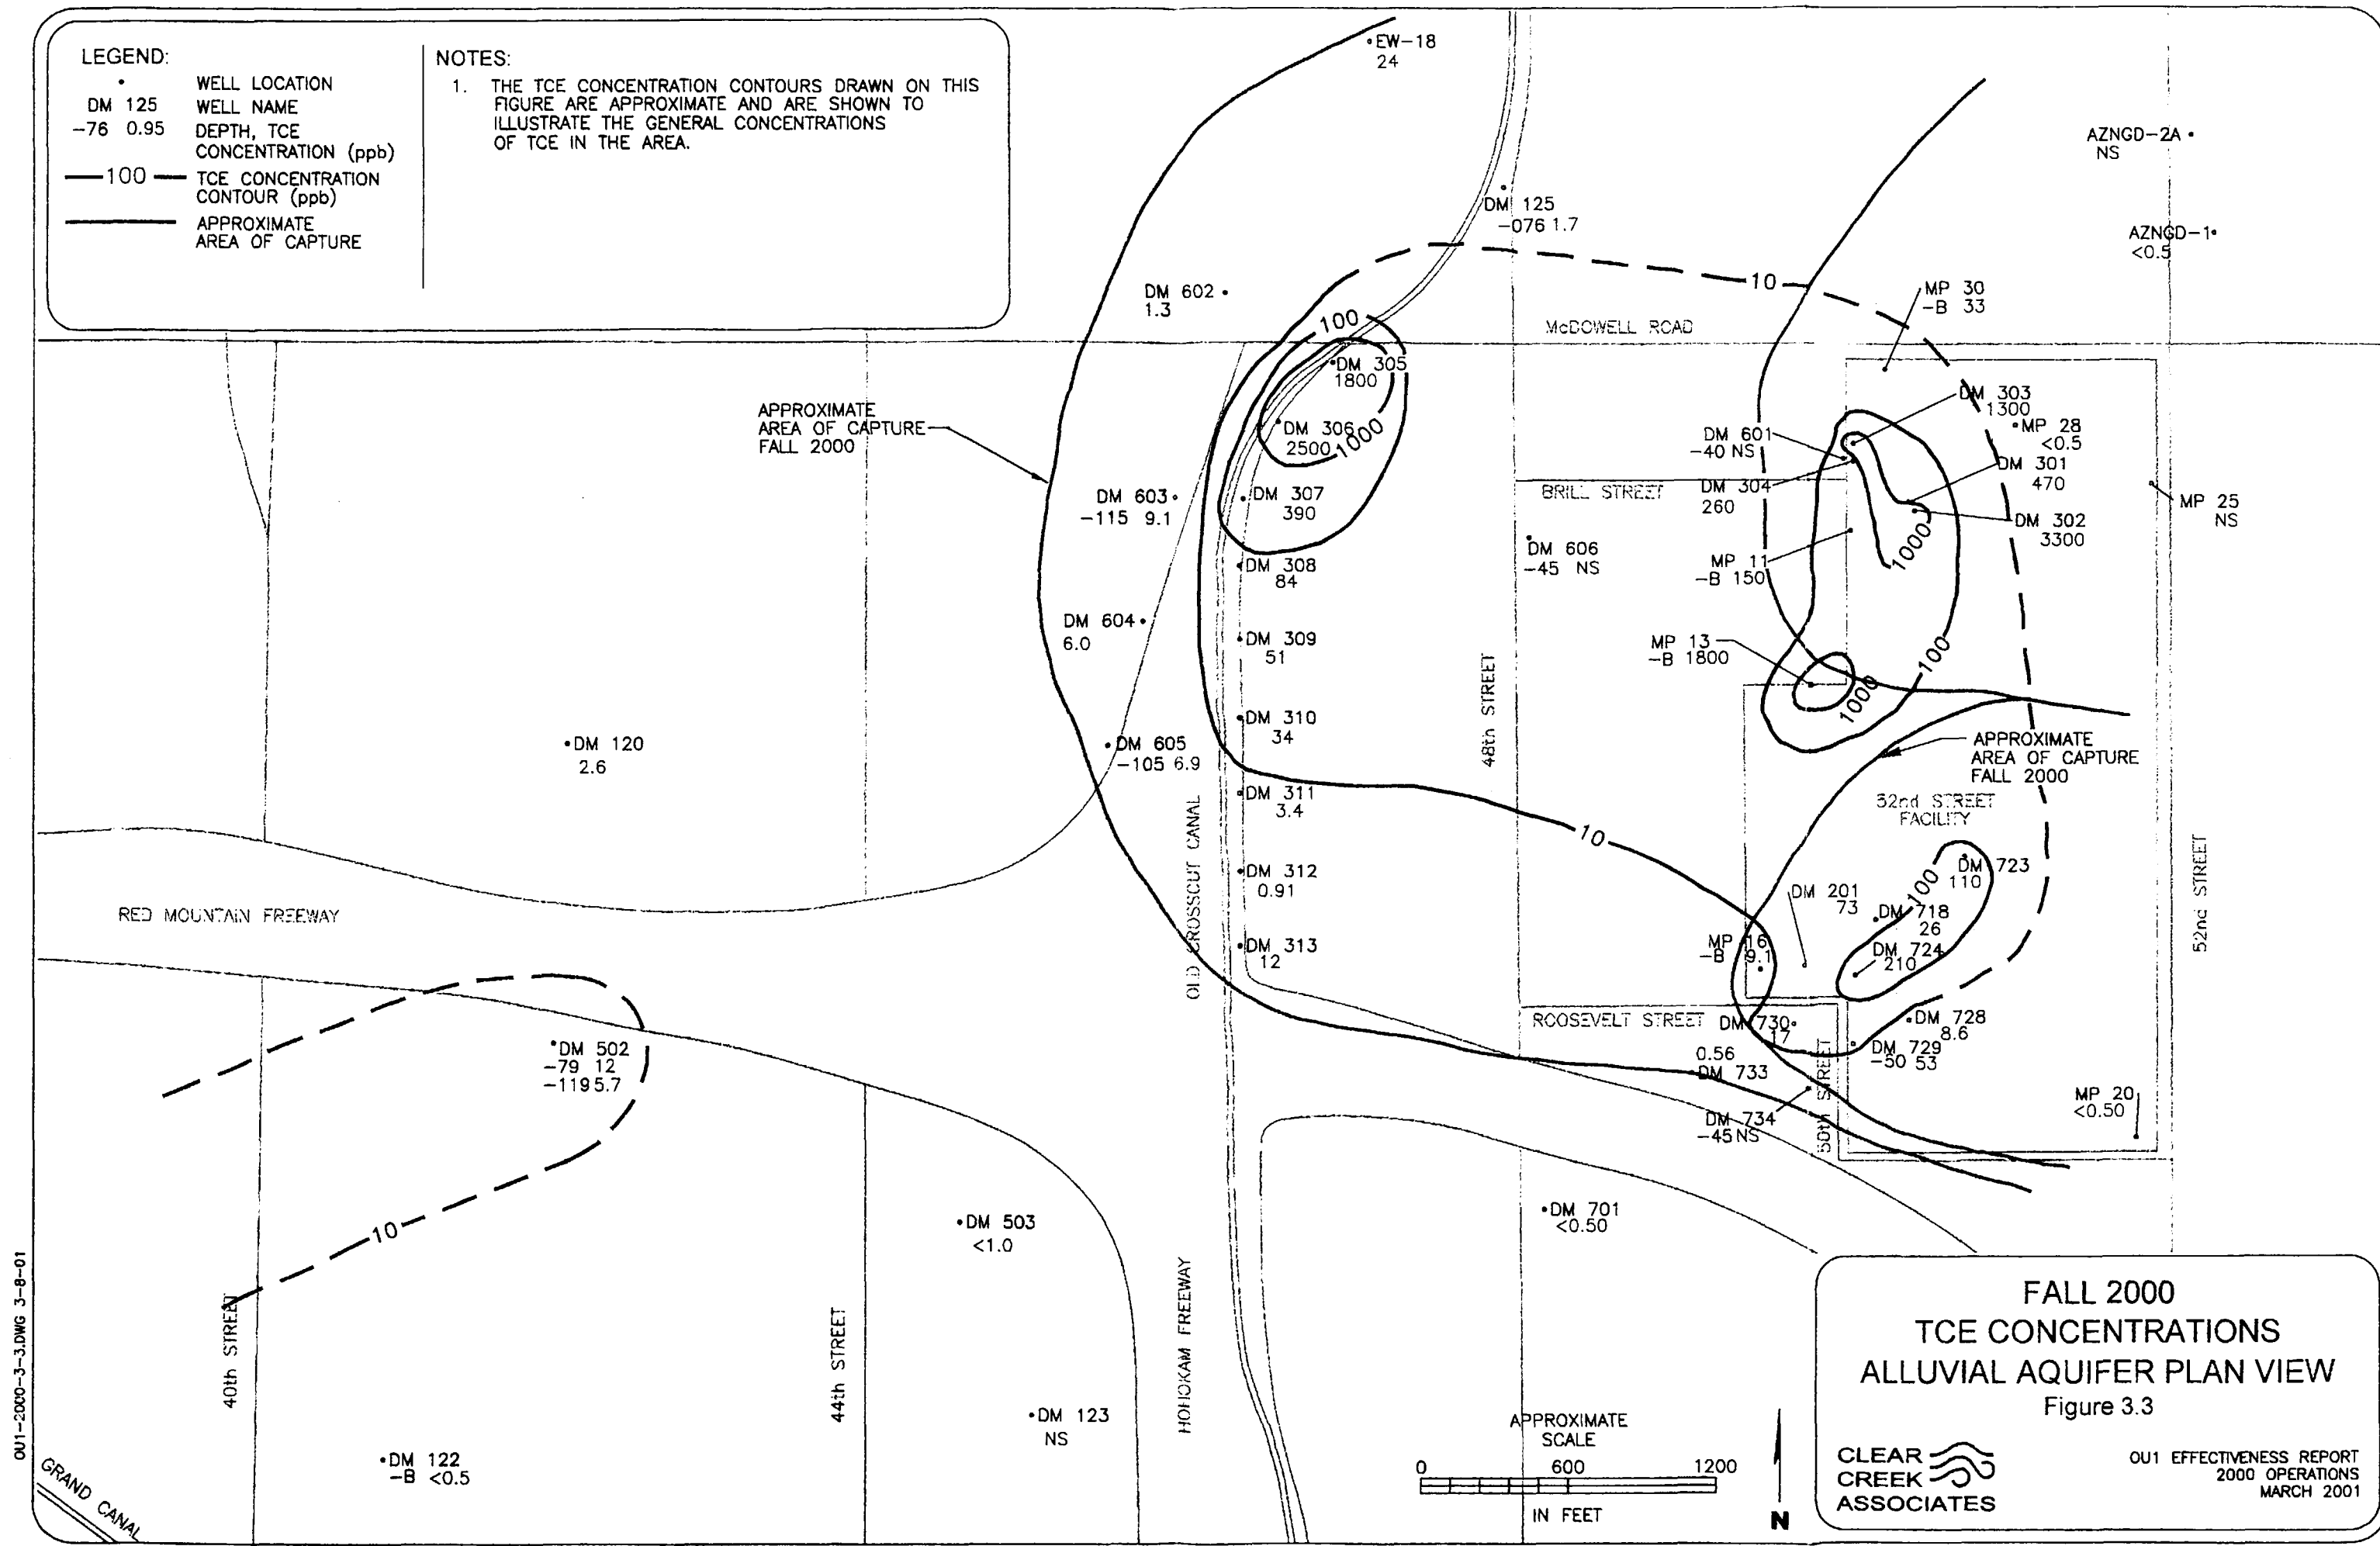 LEGEND:
WELL LOCATION
DM 125 WELL NAME
-76 0.95 DEPTH, TCE
CONCENTRATION (ppb)
100 TCE CONCENTRATION
CONTOUR (ppb)
APPROXIMATE
AREA OF CAPTURE
NOTES:
1. THE TCE CONCENTRATION CONTOURS DRAWN ON THIS
FIGURE ARE APPROXIMATE AND ARE SHOWN TO
ILLUSTRATE THE GENERAL CONCENTRATIONS
OF TCE IN THE AREA.
EW-18
24
AZNGD-2A
NS
DM 125
-076 1.7
AZNGD-1
<0.5
DM 602
1.3
10
MP 30
-B 33
100
McDOWELL ROAD
DM 305
1800
DM 303
1300
APPROXIMATE
AREA OF CAPTURE
FALL 2000
DM 306
2500
1000
DM 601
-40 NS
MP 28
<0.5
DM 301
470
DM 603
-115 9.1
DM 307
390
BRILL STREET
DM 304
260
MP 25
NS
DM 302
3300
DM 606
-45 NS
MP 11
-B 150
1000
DM 308
84
DM 604
6.0
DM 309
51
MP 13
-B 1800
100
1000
48th STREET
DM 310
34
DM 120
2.6
DM 605
-105 6.9
APPROXIMATE
AREA OF CAPTURE
FALL 2000
DM 311
3.4
52nd STREET
FACILITY
10
OLD CROSSCUT CANAL
DM 723
110
100
DM 312
0.91
DM 201
73
DM 718
26
52nd STREET
RED MOUNTAIN FREEWAY
DM 313
12
MP 16
-B 9.1
DM 724
210
ROOSEVELT STREET
DM 730
17
DM 728
8.6
DM 502
-79 12
-119 5.7
0.56
DM 733
DM 729
-50 53
50th STREET
DM 734
-45 NS
MP 20
<0.50
10
DM 503
<1.0
DM 701
<0.50
40th STREET
44th STREET
HOHOKAM FREEWAY
DM 123
NS
DM 122
-B <0.5
GRAND CANAL
APPROXIMATE
SCALE
0 600 1200
IN FEET
N
FALL 2000
TCE CONCENTRATIONS
ALLUVIAL AQUIFER PLAN VIEW
Figure 3.3
CLEAR
CREEK
ASSOCIATES
OU1 EFFECTIVENESS REPORT
2000 OPERATIONS
MARCH 2001
OU1-2000-3-3.DWG 3-8-01